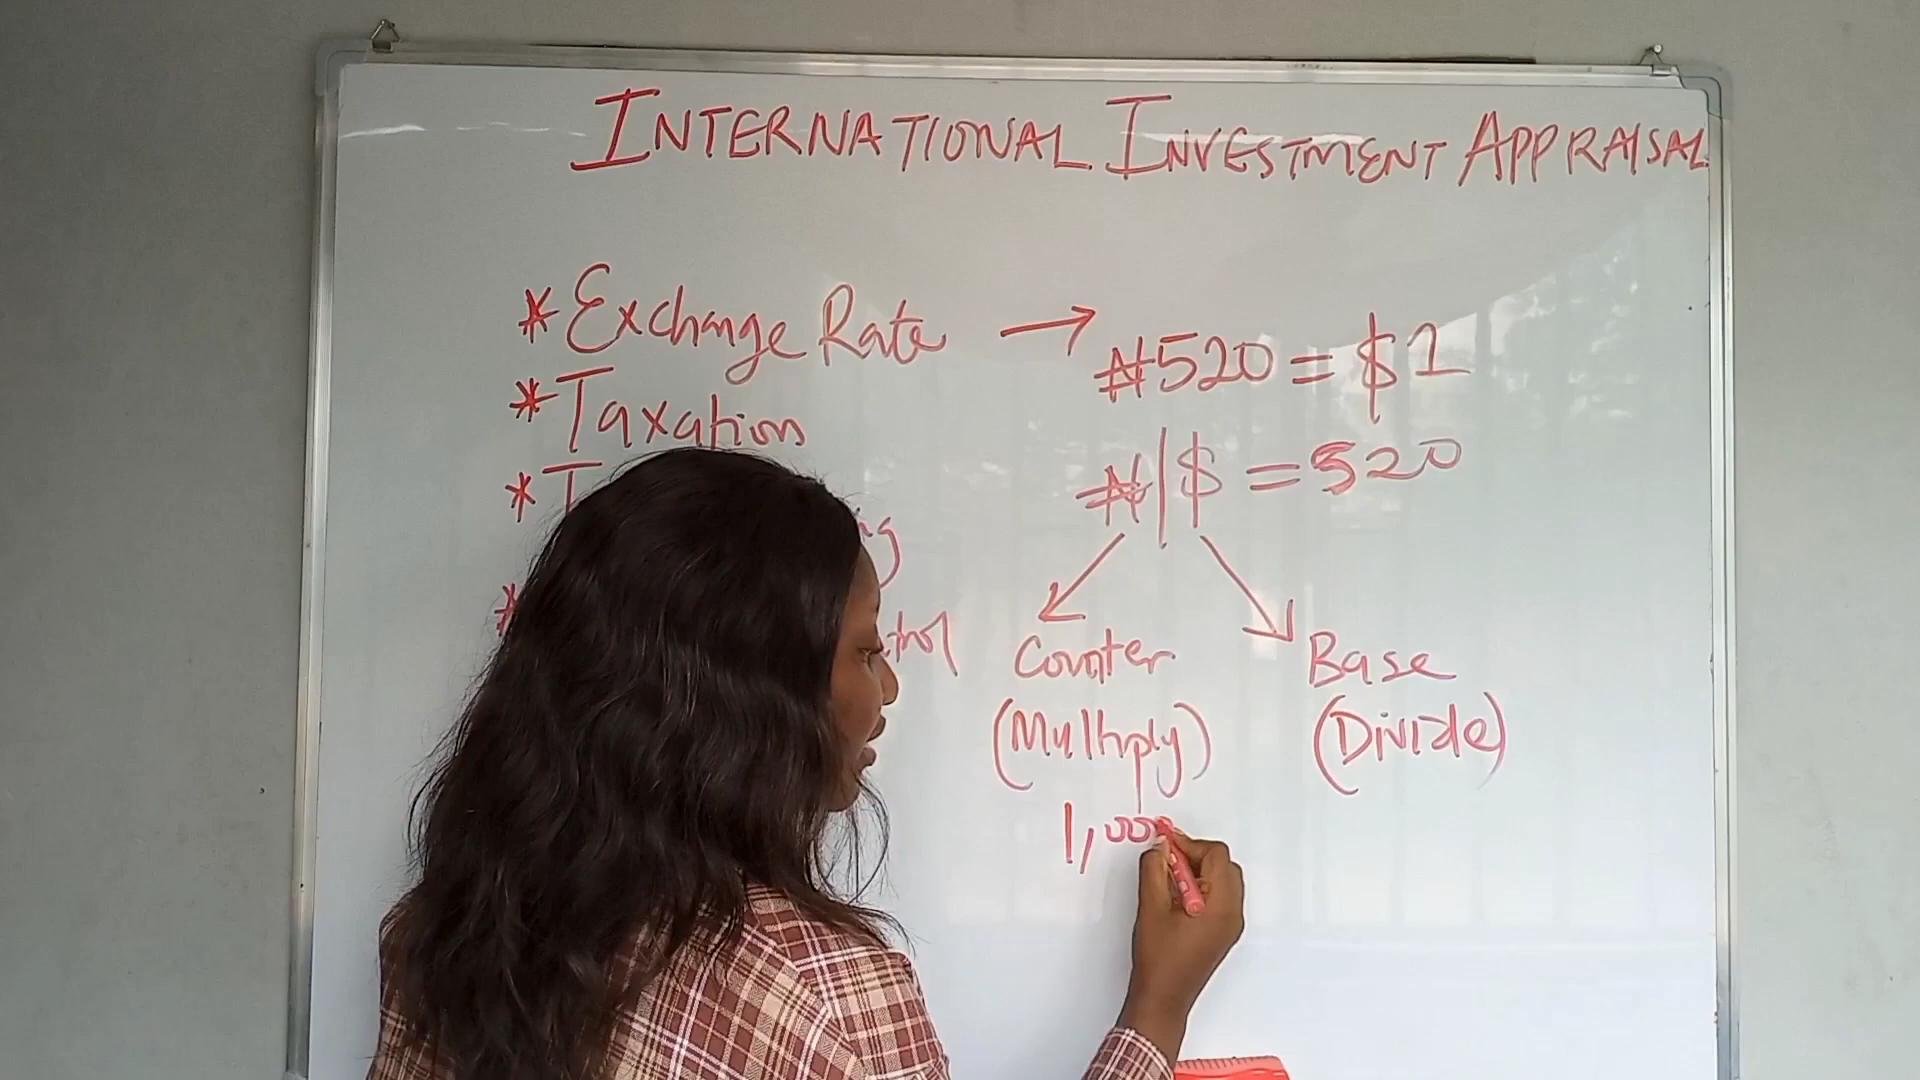 INTERNATIONAL INVESTMENT APPRAISAL
* Exchange Rate → ₦520 = $1
* Taxation
₦|$ = 520
*
*
Counter
Base
(Multiply)
(Divide)
1,000